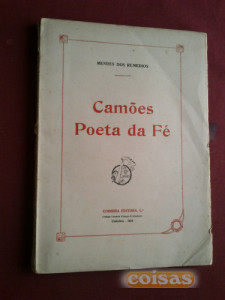 MENDES DOS REMEDIOS
Camões
Poeta da Fé
COIMBRA EDITORA, L.ᴰᴬ
coisas